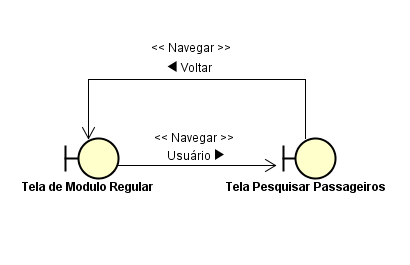 << Navegar >>
◀ Voltar
<< Navegar >>
Usuário ▶
Tela de Modulo Regular
Tela Pesquisar Passageiros